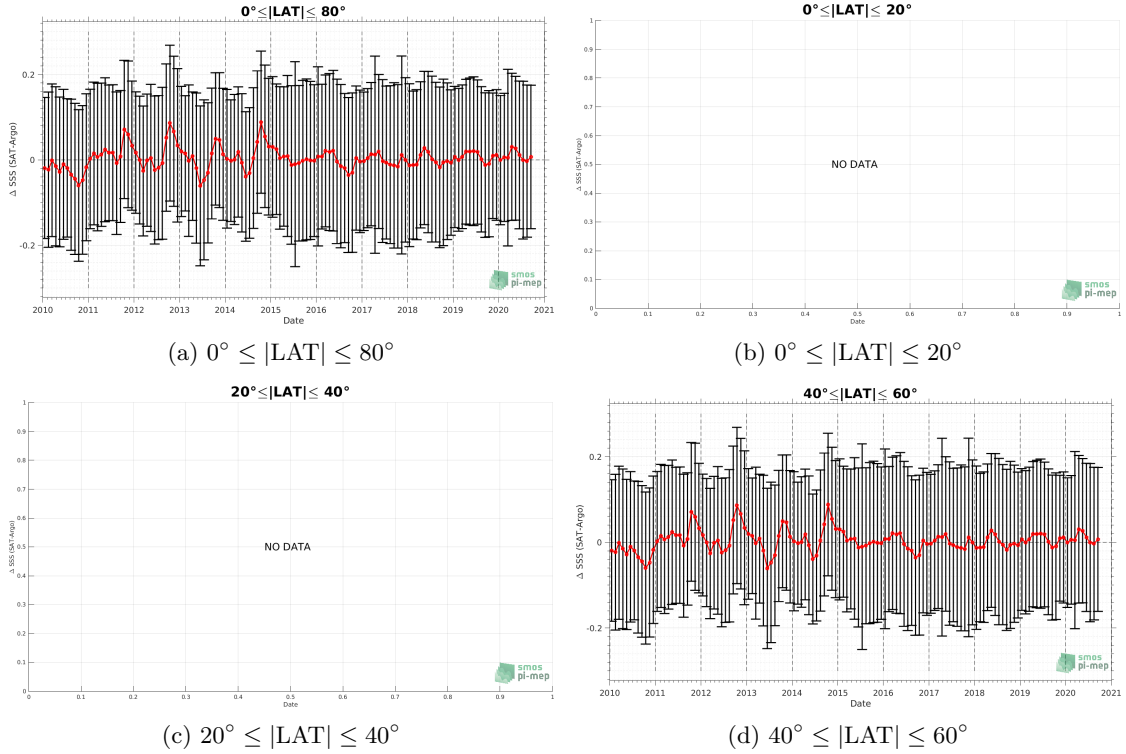 0°≤|LAT|≤ 80°
Δ SSS (SAT-Argo)
0.2
0
-0.2
2010 2011 2012 2013 2014 2015 2016 2017 2018 2019 2020 2021
Date
smos
pi-mep
(a) 0° ≤ |LAT| ≤ 80°
0°≤|LAT|≤ 20°
Δ SSS (SAT-Argo)
1
0.9
0.8
0.7
0.6
0.5
0.4
0.3
0.2
0.1
0
NO DATA
0 0.1 0.2 0.3 0.4 0.5 0.6 0.7 0.8 0.9 1
Date
smos
pi-mep
(b) 0° ≤ |LAT| ≤ 20°
20°≤|LAT|≤ 40°
Δ SSS (SAT-Argo)
1
0.9
0.8
0.7
0.6
0.5
0.4
0.3
0.2
0.1
0
NO DATA
0 0.1 0.2 0.3 0.4 0.5 0.6 0.7 0.8 0.9 1
Date
smos
pi-mep
(c) 20° ≤ |LAT| ≤ 40°
40°≤|LAT|≤ 60°
Δ SSS (SAT-Argo)
0.2
0
-0.2
2010 2011 2012 2013 2014 2015 2016 2017 2018 2019 2020 2021
Date
smos
pi-mep
(d) 40° ≤ |LAT| ≤ 60°